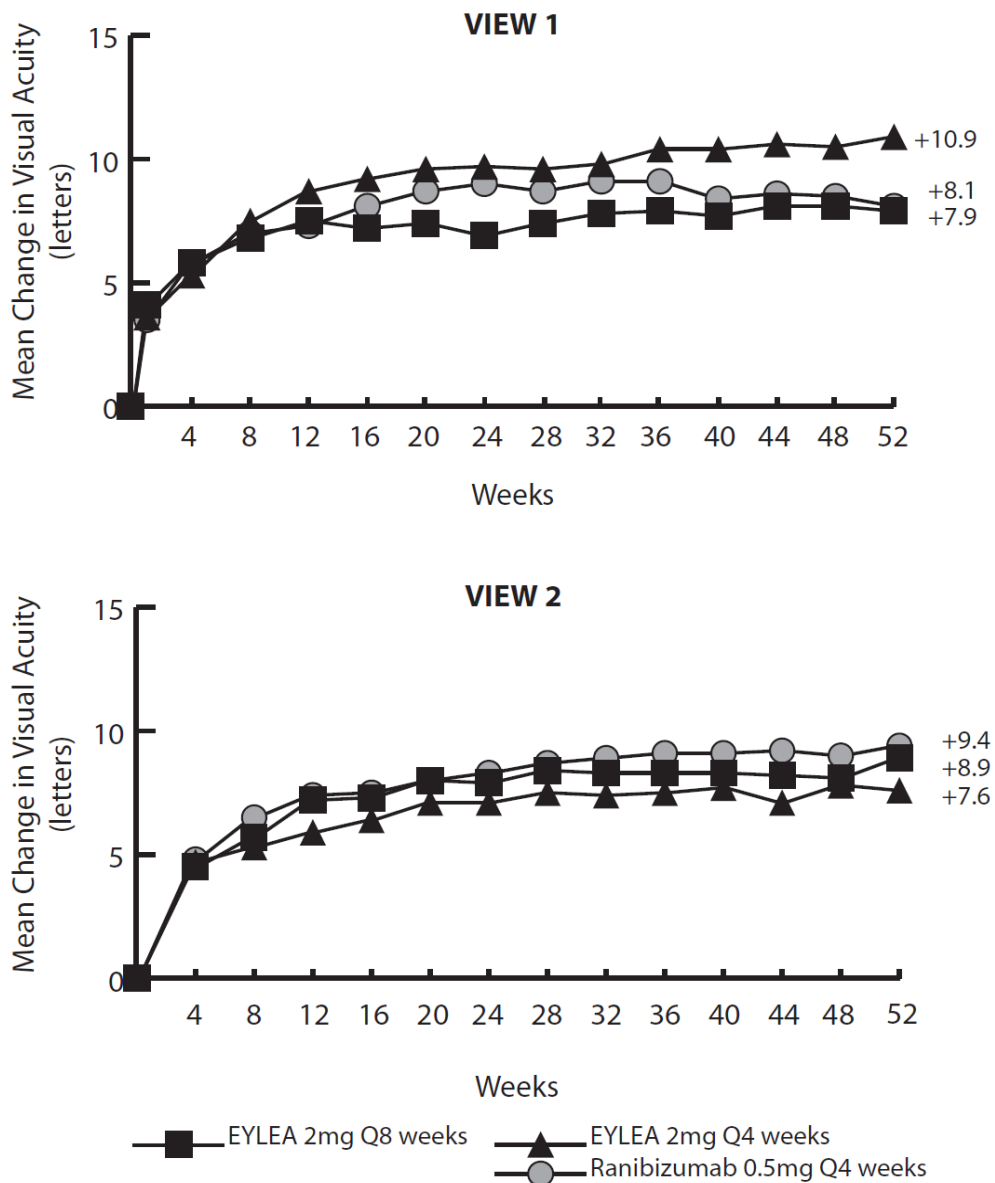 VIEW 1
Mean Change in Visual Acuity
(letters)
15
10
5
0
+10.9
+8.1
+7.9
4 8 12 16 20 24 28 32 36 40 44 48 52
Weeks
VIEW 2
Mean Change in Visual Acuity
(letters)
15
10
5
0
+9.4
+8.9
+7.6
4 8 12 16 20 24 28 32 36 40 44 48 52
Weeks
EYLEA 2mg Q8 weeks
EYLEA 2mg Q4 weeks
Ranibizumab 0.5mg Q4 weeks